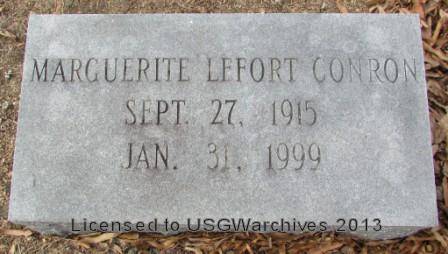 MARGUERITE LEFORT CONRON
SEPT. 27, 1915
JAN. 31, 1999
Licensed to USGWarchives 2013